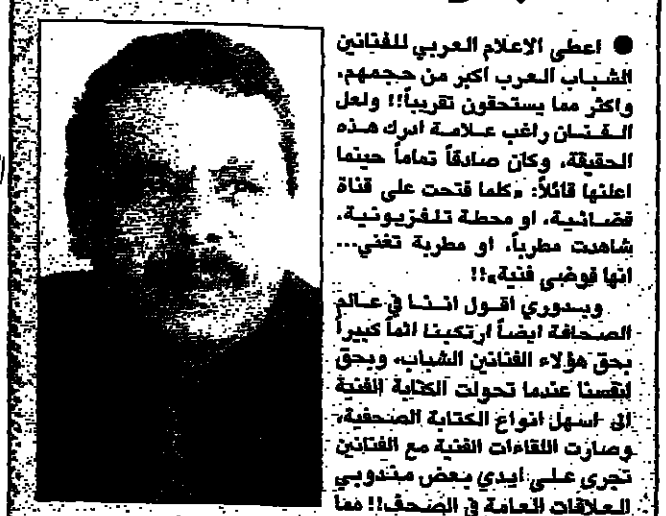 ● اعطى الاعلام العربي للفنانين
الشباب العرب اكبر من حجمهم.
واكثر مما يستحقون تقريباً!! ولعل
الفنان راغب علامة ادرك هذه
الحقيقة، وكان صادقاً تماماً حينما
اعلنها قائلاً: «كلما فتحت على قناة
فضائية، او محطة تلفزيونية،
شاهدت مطرباً، او مطربة تغني...
انها فوضى فنية»!!
وبدوري اقول اننا في عالم
الصحافة ايضاً ارتكبنا اثماً كبيراً
بحق هؤلاء الفنانين الشباب، وبحق
انفسنا عندما تحولت الكتابة الفنية
الى اسهل انواع الكتابة الصحفية،
وصارت اللقاءات الفنية مع الفنانين
تجرى على ايدي بعض مندوبي
العلاقات العامة في الصحف!! مما